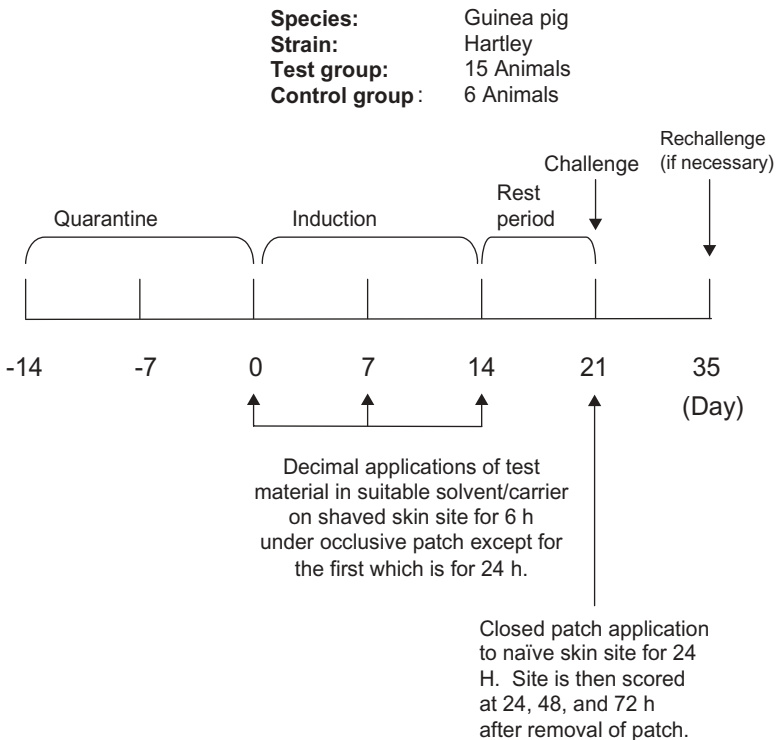 Species: Guinea pig
Strain: Hartley
Test group: 15 Animals
Control group : 6 Animals
Rechallenge
(if necessary)
Challenge
Rest
period
Quarantine
Induction
-14 -7 0 7 14 21 35
(Day)
Decimal applications of test
material in suitable solvent/carrier
on shaved skin site for 6 h
under occlusive patch except for
the first which is for 24 h.
Closed patch application
to naïve skin site for 24
H. Site is then scored
at 24, 48, and 72 h
after removal of patch.